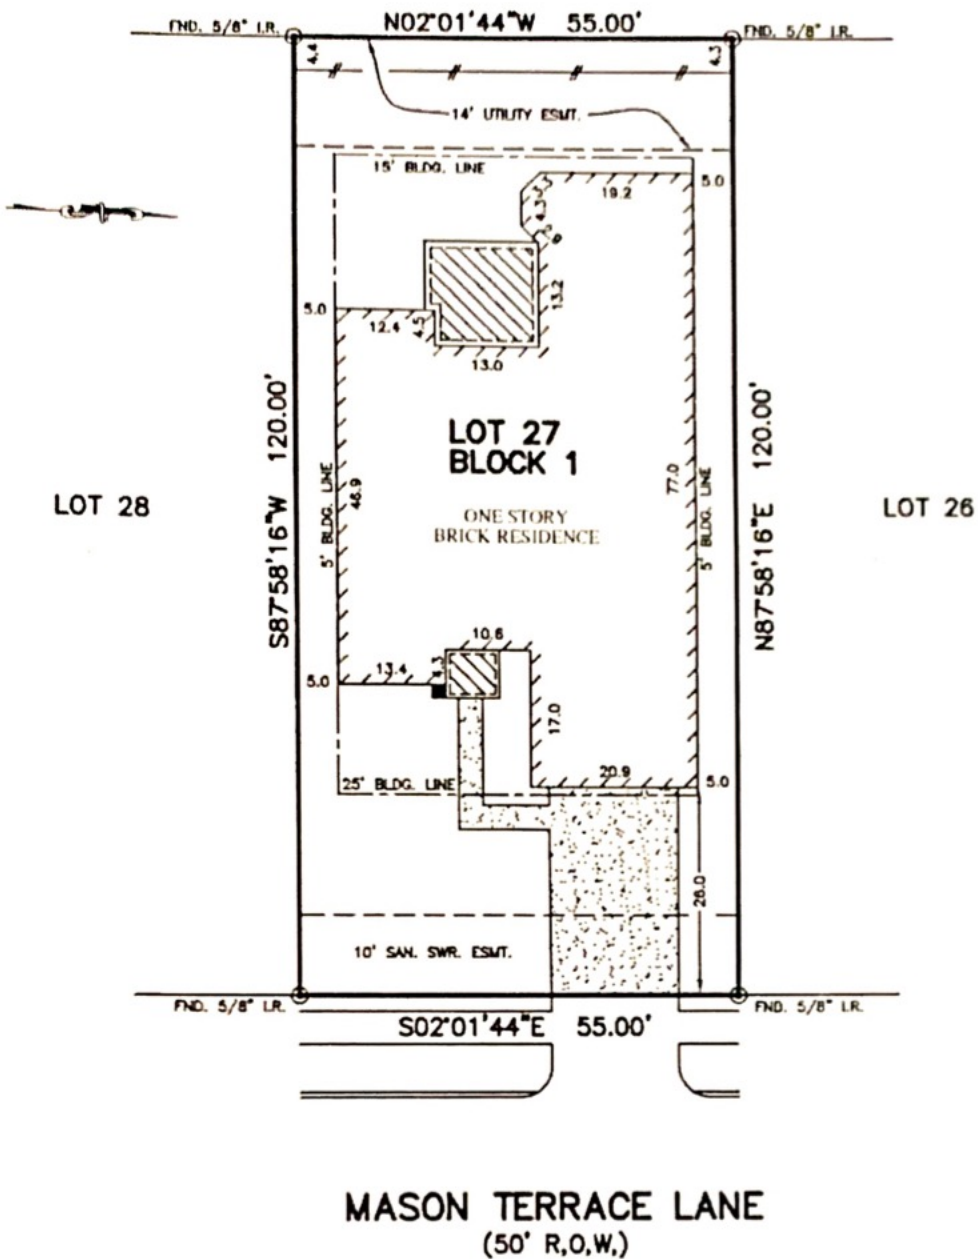 N02°01'44"W 55.00'
FND. 5/8" I.R.
FND. 5/8" I.R.
4.4
4.3
14' UTILITY ESMT.
15' BLDG. LINE
3.3
19.2
5.0
4.3
13.2
5.0
12.4
4.5
13.0
S87°58'16"W 120.00'
N87°58'16"E 120.00'
LOT 27
BLOCK 1
5' BLDG. LINE
46.9
77.0
5' BLDG. LINE
LOT 28
LOT 26
ONE STORY
BRICK RESIDENCE
10.6
5.0
13.4
4.3
17.0
25' BLDG. LINE
20.9
5.0
26.0
10' SAN. SWR. ESMT.
FND. 5/8" I.R.
FND. 5/8" I.R.
S02°01'44"E 55.00'
MASON TERRACE LANE
(50' R,O,W,)